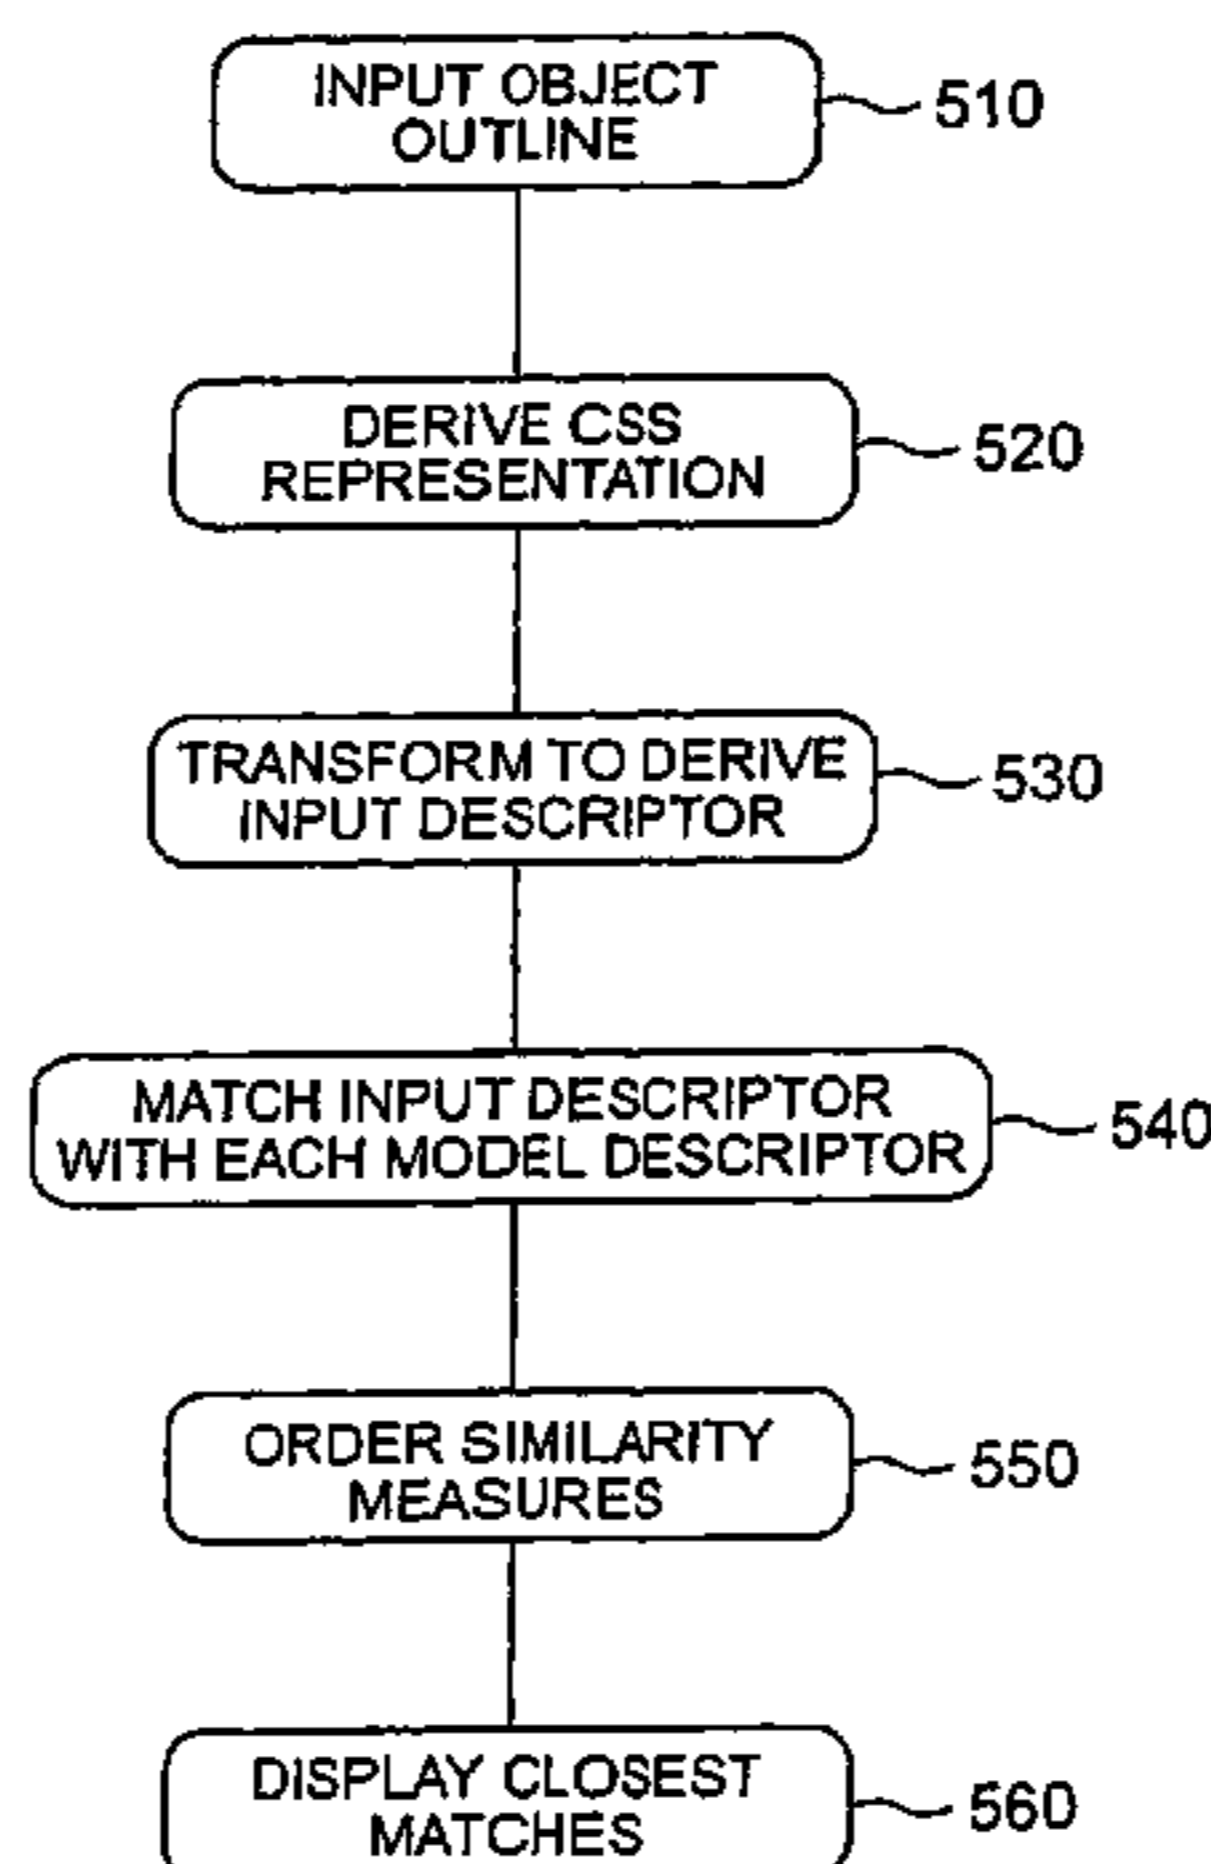 INPUT OBJECT
OUTLINE
510
DERIVE CSS
REPRESENTATION
520
TRANSFORM TO DERIVE
INPUT DESCRIPTOR
530
MATCH INPUT DESCRIPTOR
WITH EACH MODEL DESCRIPTOR
540
ORDER SIMILARITY
MEASURES
550
DISPLAY CLOSEST
MATCHES
560